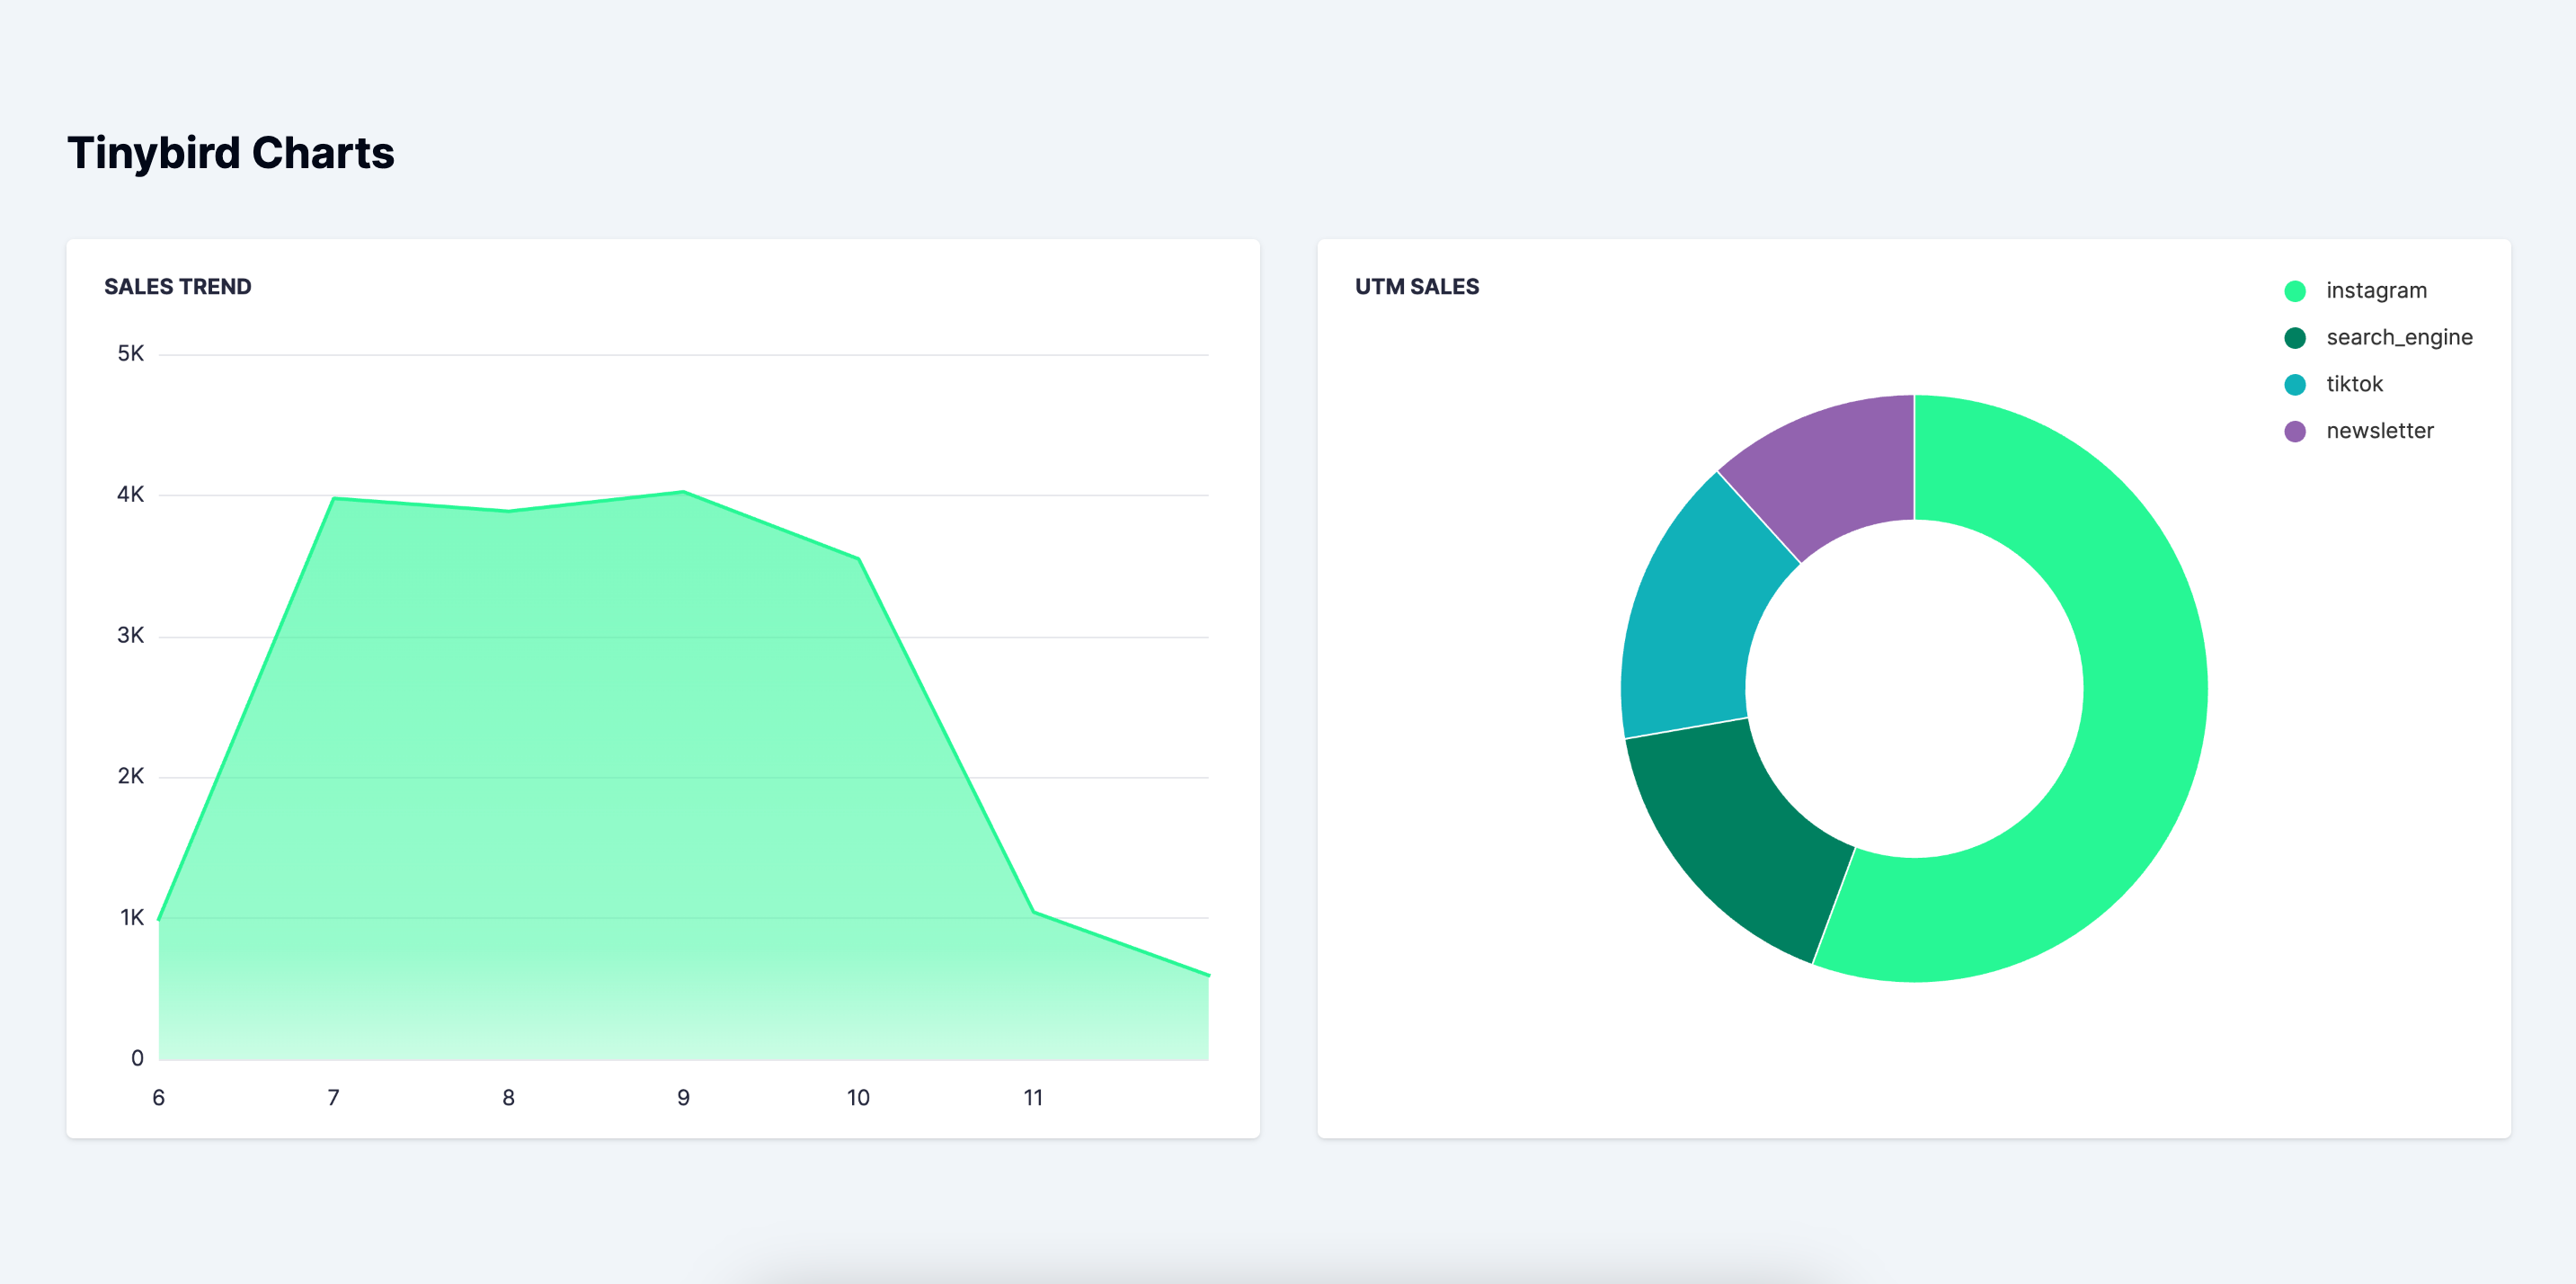 Tinybird Charts
SALES TREND
5K
4K
3K
2K
1K
0
6 7 8 9 10 11
UTM SALES
instagram
search_engine
tiktok
newsletter